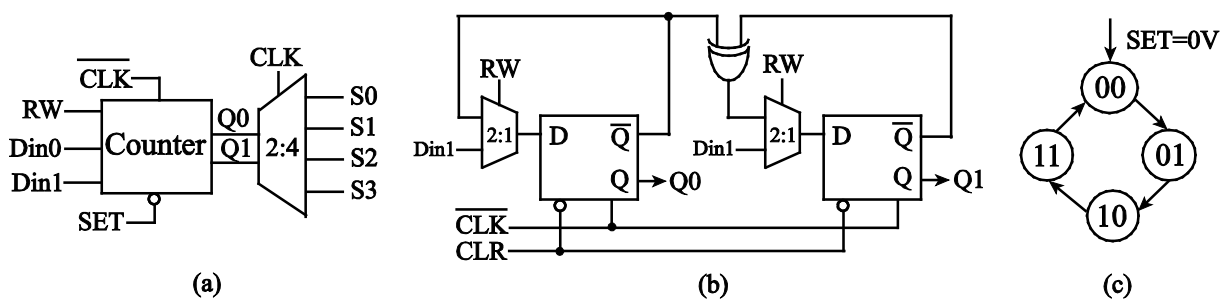 CLK
CLK
RW
Din0
Din1
Counter
Q0
Q1
2:4
S0
S1
S2
S3
SET
(a)
RW
2:1
Din1
D
Q
Q
Q0
RW
2:1
Din1
D
Q
Q
Q1
CLK
CLR
(b)
SET=0V
00
01
10
11
(c)